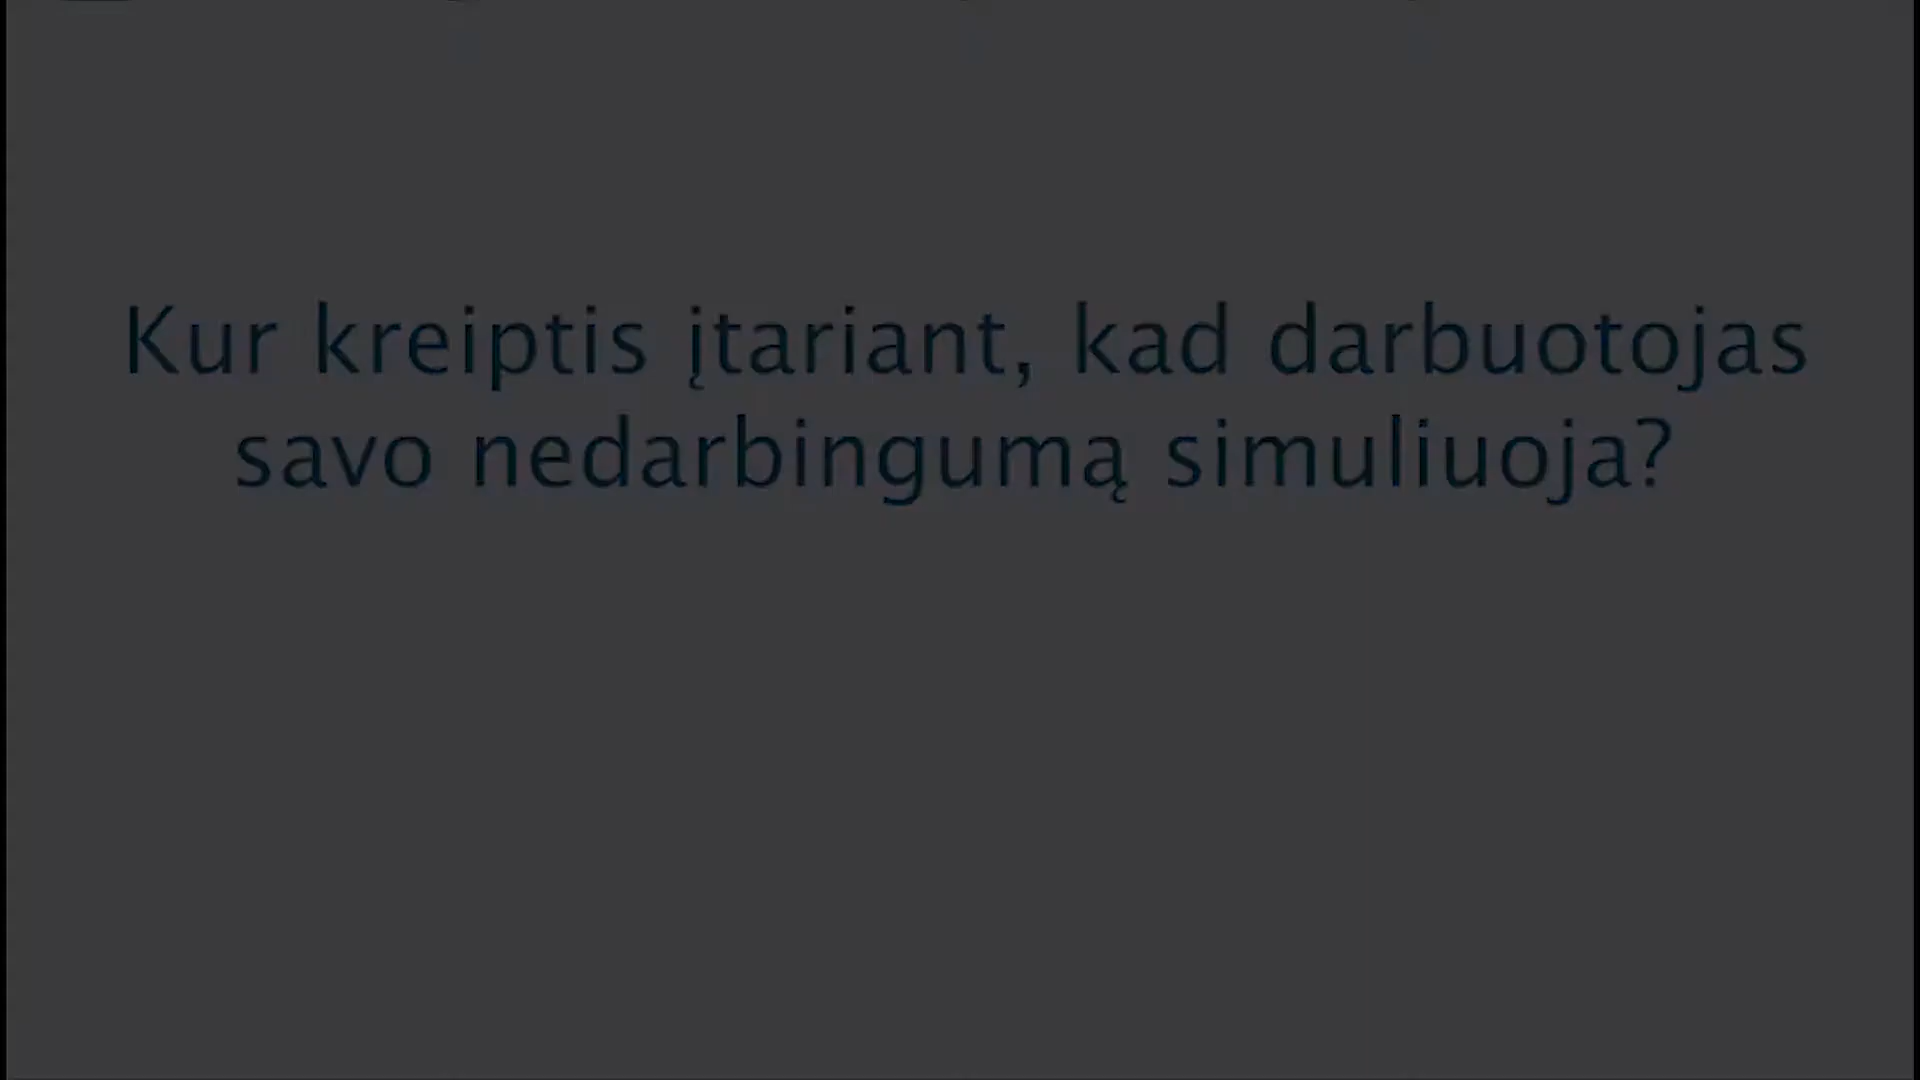 Kur kreiptis įtariant, kad darbuotojas
savo nedarbingumą simuliuoja?